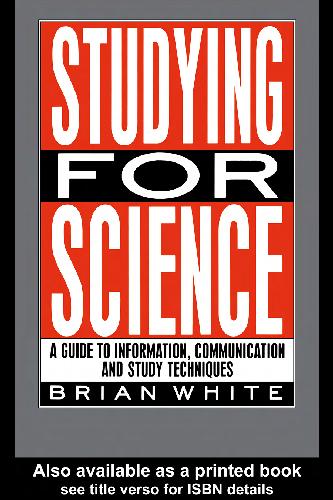 STUDYING
FOR
SCIENCE
A GUIDE TO INFORMATION, COMMUNICATION
AND STUDY TECHNIQUES
BRIAN WHITE
Also available as a printed book
see title verso for ISBN details